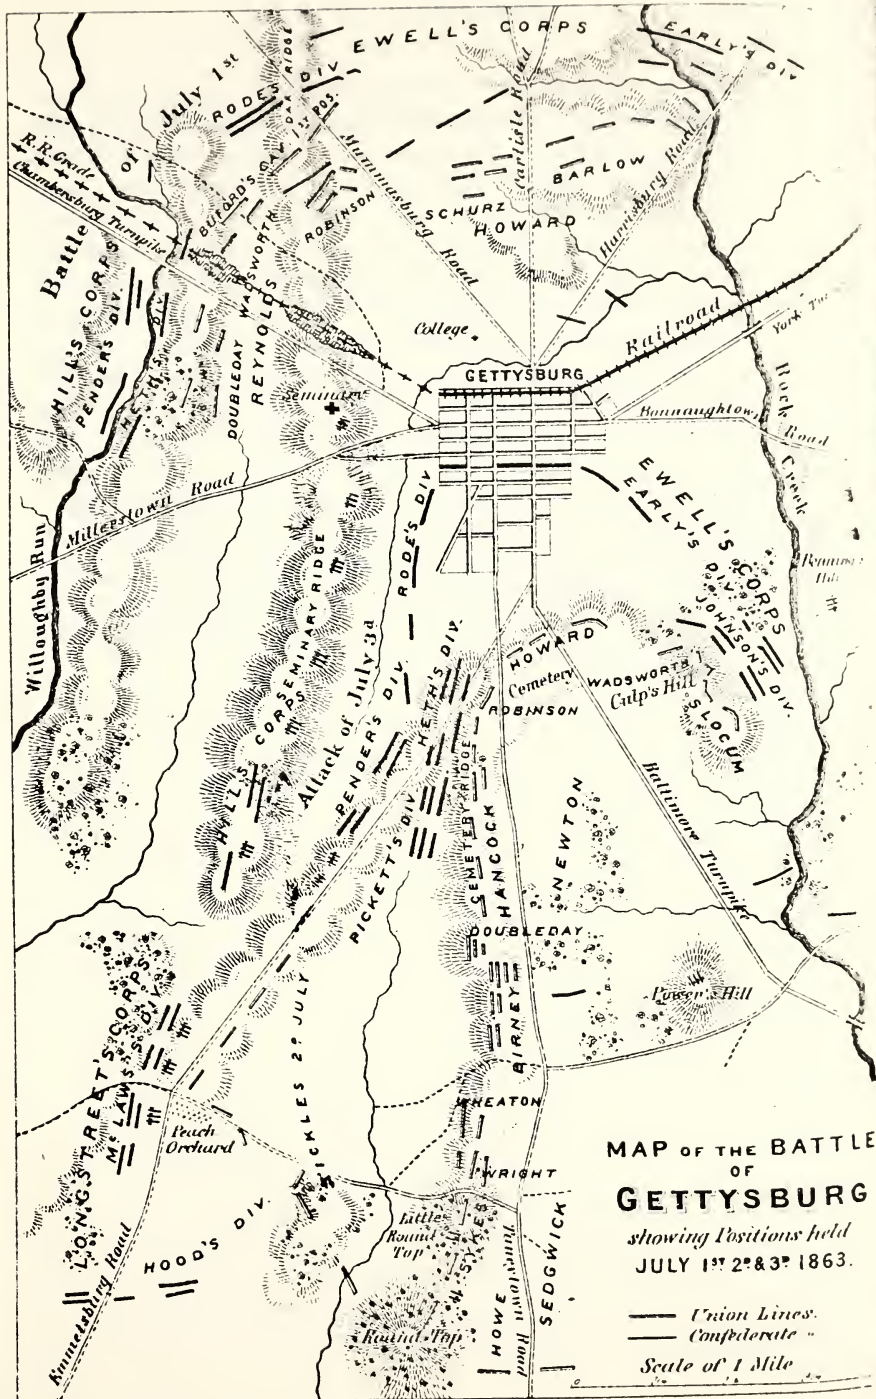 EWELL'S CORPS
EARLY'S DIV
Battle of July 1st
RODES DIV
OAK RIDGE
BUFORD'S CAV 1ST POS.
Mummasburg Road
Carlisle Road
Harrisburg Road
BARLOW
SCHURZ
HOWARD
ROBINSON
R.R. Grade
Chambersburg Turnpike
HILL'S CORPS
PENDERS DIV.
HETH'S DIV.
WADSWORTH
DOUBLEDAY
REYNOLDS
College
Railroad
GETTYSBURG
Seminary
Bonnaughtown Road
Rock Creek
Millerstown Road
Willoughby Run
EWELL'S CORPS
EARLY'S DIV
JOHNSON'S DIV.
RODE'S DIV
SEMINARY RIDGE
HILL'S CORPS
Attack of July 3d
PENDERS DIV.
HETH'S DIV.
PICKETT'S DIV
HOWARD
Cemetery
WADSWORTH
Culp's Hill
ROBINSON
SLOCUM
Baltimore Turnpike
CEMETERY RIDGE
HANCOCK
NEWTON
DOUBLEDAY
BIRNEY
Power's Hill
LONGSTREET'S CORPS
McLAWS'S DIV
SICKLES 2D JULY
Peach
Orchard
WHEATON
WRIGHT
HOOD'S DIV.
Emmetsburg Road
Little
Round
Top
SYKES
Round Top
HOWE
Taneytown Road
SEDGWICK
MAP OF THE BATTLE
OF
GETTYSBURG
showing Positions held
JULY 1ST 2D & 3D 1863.
Union Lines.
Confederate "
Scale of 1 Mile